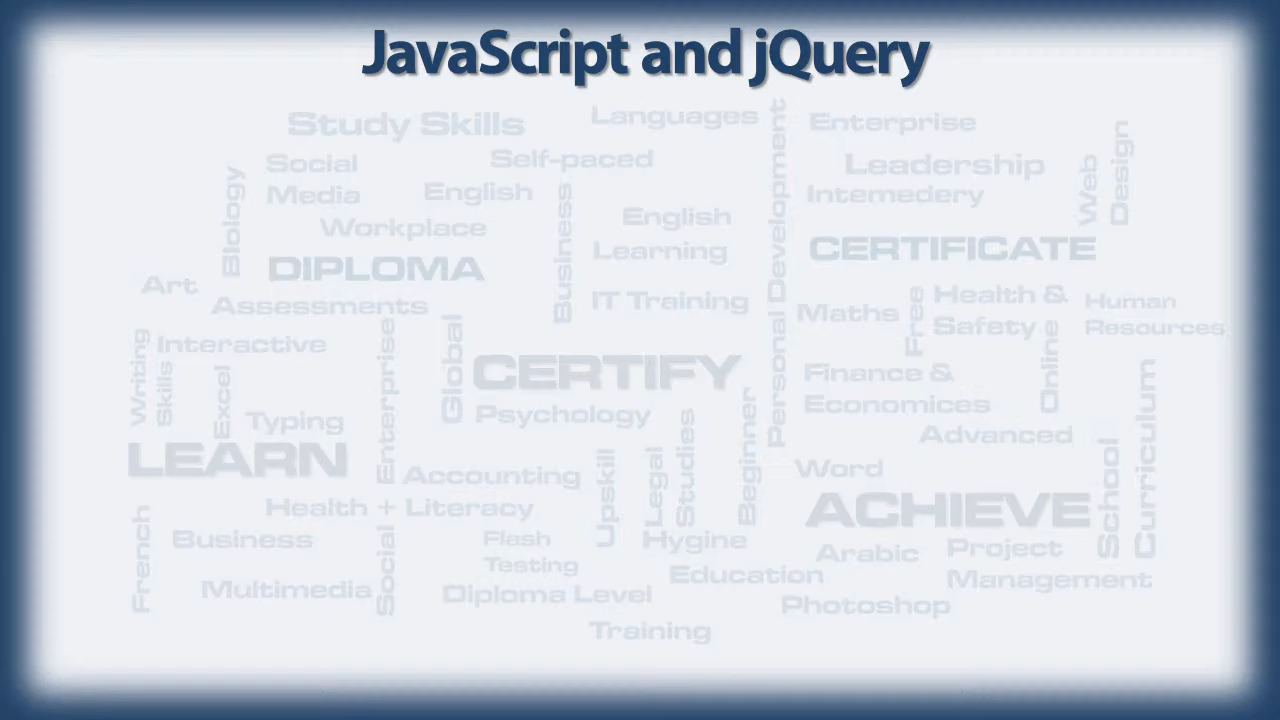 JavaScript and jQuery
Study Skills
Languages
Enterprise
Social
Media
Self-paced
English
Leadership
Intemedery
Web
Design
BIology
Workplace
Business
English
Learning
Personal Development
DIPLOMA
CERTIFICATE
Art
Assessments
IT Training
Maths
Free
Health &
Safety
Human
Resources
Writing
Skills
Interactive
Excel
Enterprise
Global
CERTIFY
Finance &
Economices
Online
Typing
Psychology
Advanced
Curriculum
LEARN
Accounting
Upskill
Legal
Studies
Beginner
Word
School
Health + Literacy
ACHIEVE
French
Business
Social
Flash
Testing
Hygine
Arabic
Project
Management
Multimedia
Diploma Level
Education
Photoshop
Training